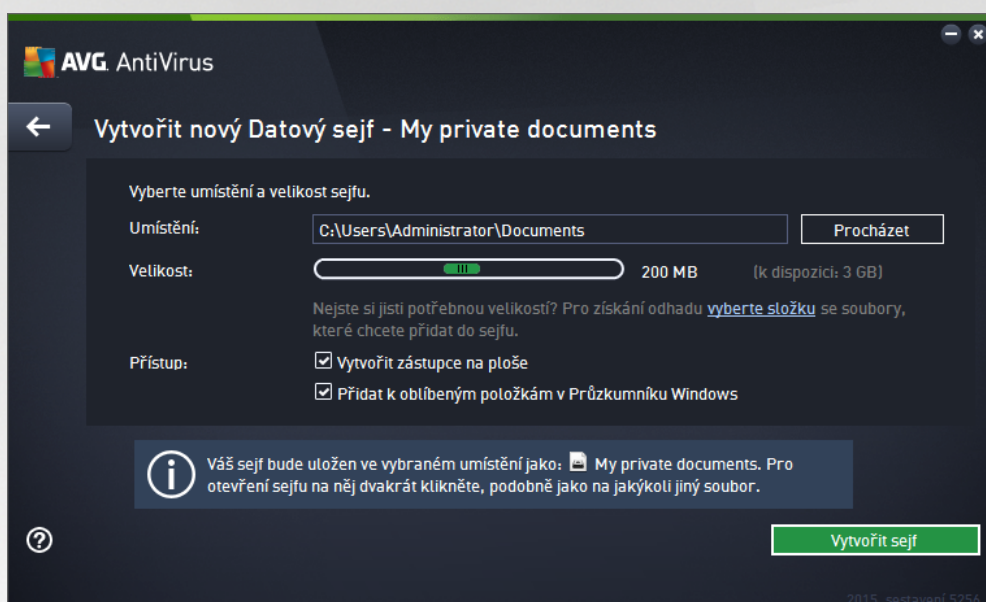 AVG. AntiVirus
Vytvořit nový Datový sejf - My private documents
Vyberte umístění a velikost sejfu.
Umístění: C:\Users\Administrator\Documents Procházet
Velikost: 200 MB (k dispozici: 3 GB)
Nejste si jisti potřebnou velikostí? Pro získání odhadu vyberte složku se soubory,
které chcete přidat do sejfu.
Přístup: Vytvořit zástupce na ploše
Přidat k oblíbeným položkám v Průzkumníku Windows
Váš sejf bude uložen ve vybraném umístění jako: My private documents. Pro
otevření sejfu na něj dvakrát klikněte, podobně jako na jakýkoli jiný soubor.
Vytvořit sejf
2015, sestavení 5256